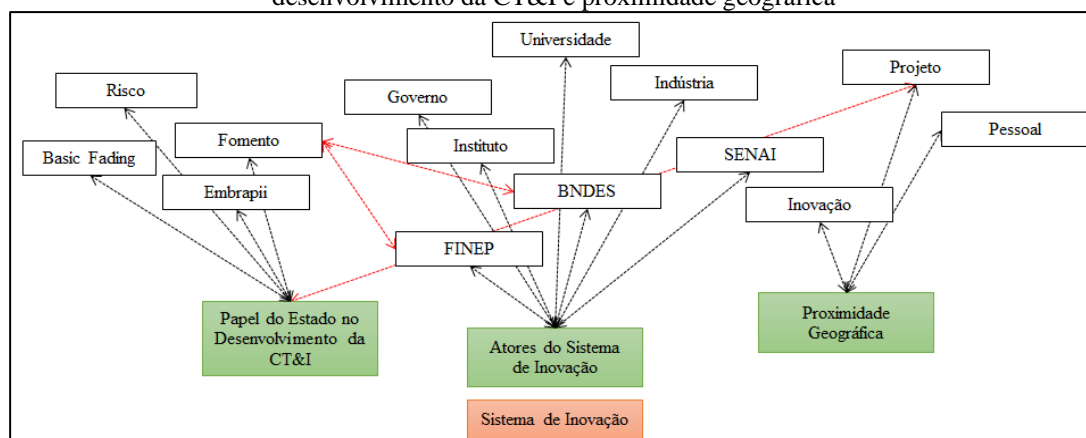 desenvolvimento da CT&I e proximidade geográfica
Universidade
Risco
Governo
Indústria
Projeto
Fomento
Instituto
Pessoal
Basic Fading
SENAI
Embrapii
BNDES
Inovação
FINEP
Papel do Estado no
Desenvolvimento da
CT&I
Atores do Sistema
de Inovação
Proximidade
Geográfica
Sistema de Inovação